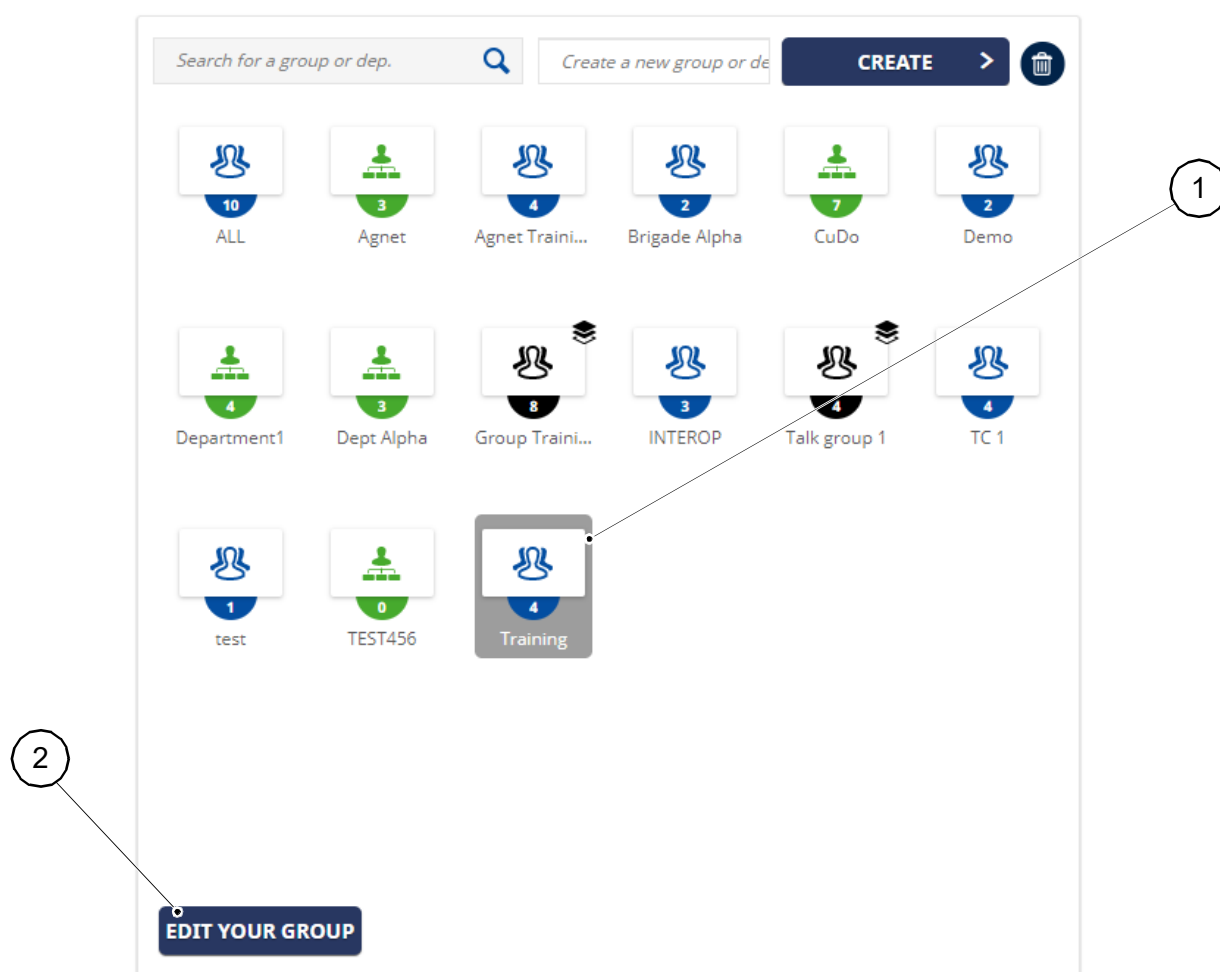 Search for a group or dep.
Create a new group or de
CREATE
1
10
3
4
2
7
2
ALL
Agnet
Agnet Traini...
Brigade Alpha
CuDo
Demo
4
3
8
3
4
4
Department1
Dept Alpha
Group Traini...
INTEROP
Talk group 1
TC 1
1
0
4
test
TEST456
Training
2
EDIT YOUR GROUP